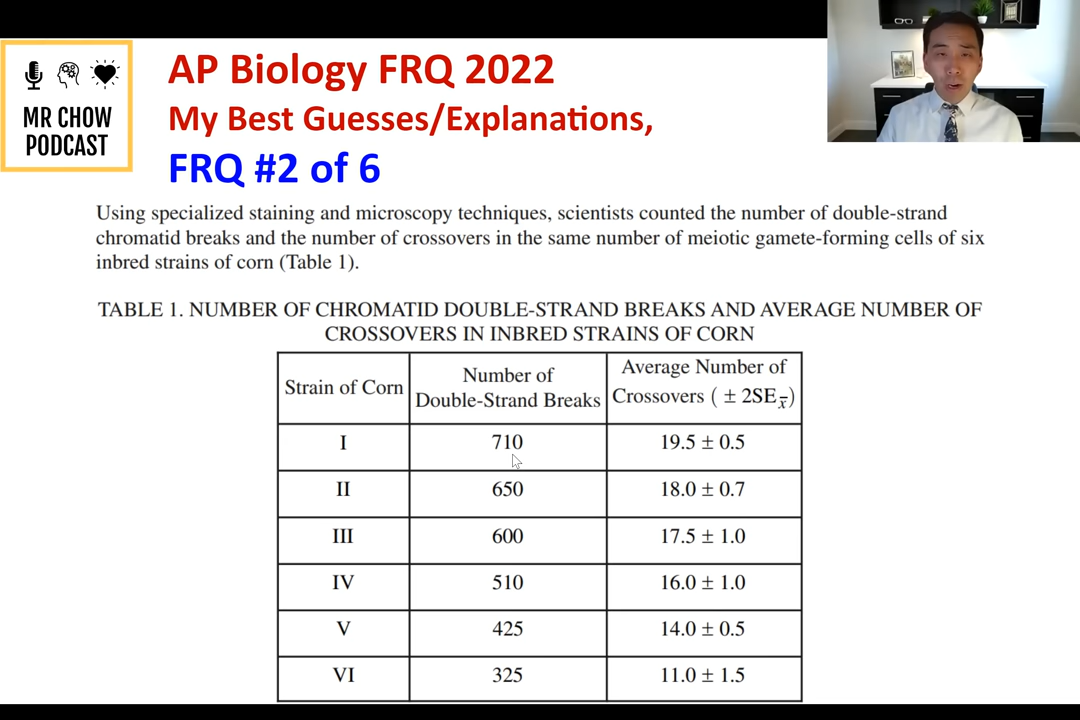 MR CHOW
PODCAST
AP Biology FRQ 2022
My Best Guesses/Explanations,
FRQ #2 of 6
Using specialized staining and microscopy techniques, scientists counted the number of double-strand
chromatid breaks and the number of crossovers in the same number of meiotic gamete-forming cells of six
inbred strains of corn (Table 1).
TABLE 1. NUMBER OF CHROMATID DOUBLE-STRAND BREAKS AND AVERAGE NUMBER OF
CROSSOVERS IN INBRED STRAINS OF CORN
Strain of Corn
Number of
Double-Strand Breaks
Average Number of
Crossovers ( ± 2SEx̅)
I 710 19.5 ± 0.5
II 650 18.0 ± 0.7
III 600 17.5 ± 1.0
IV 510 16.0 ± 1.0
V 425 14.0 ± 0.5
VI 325 11.0 ± 1.5